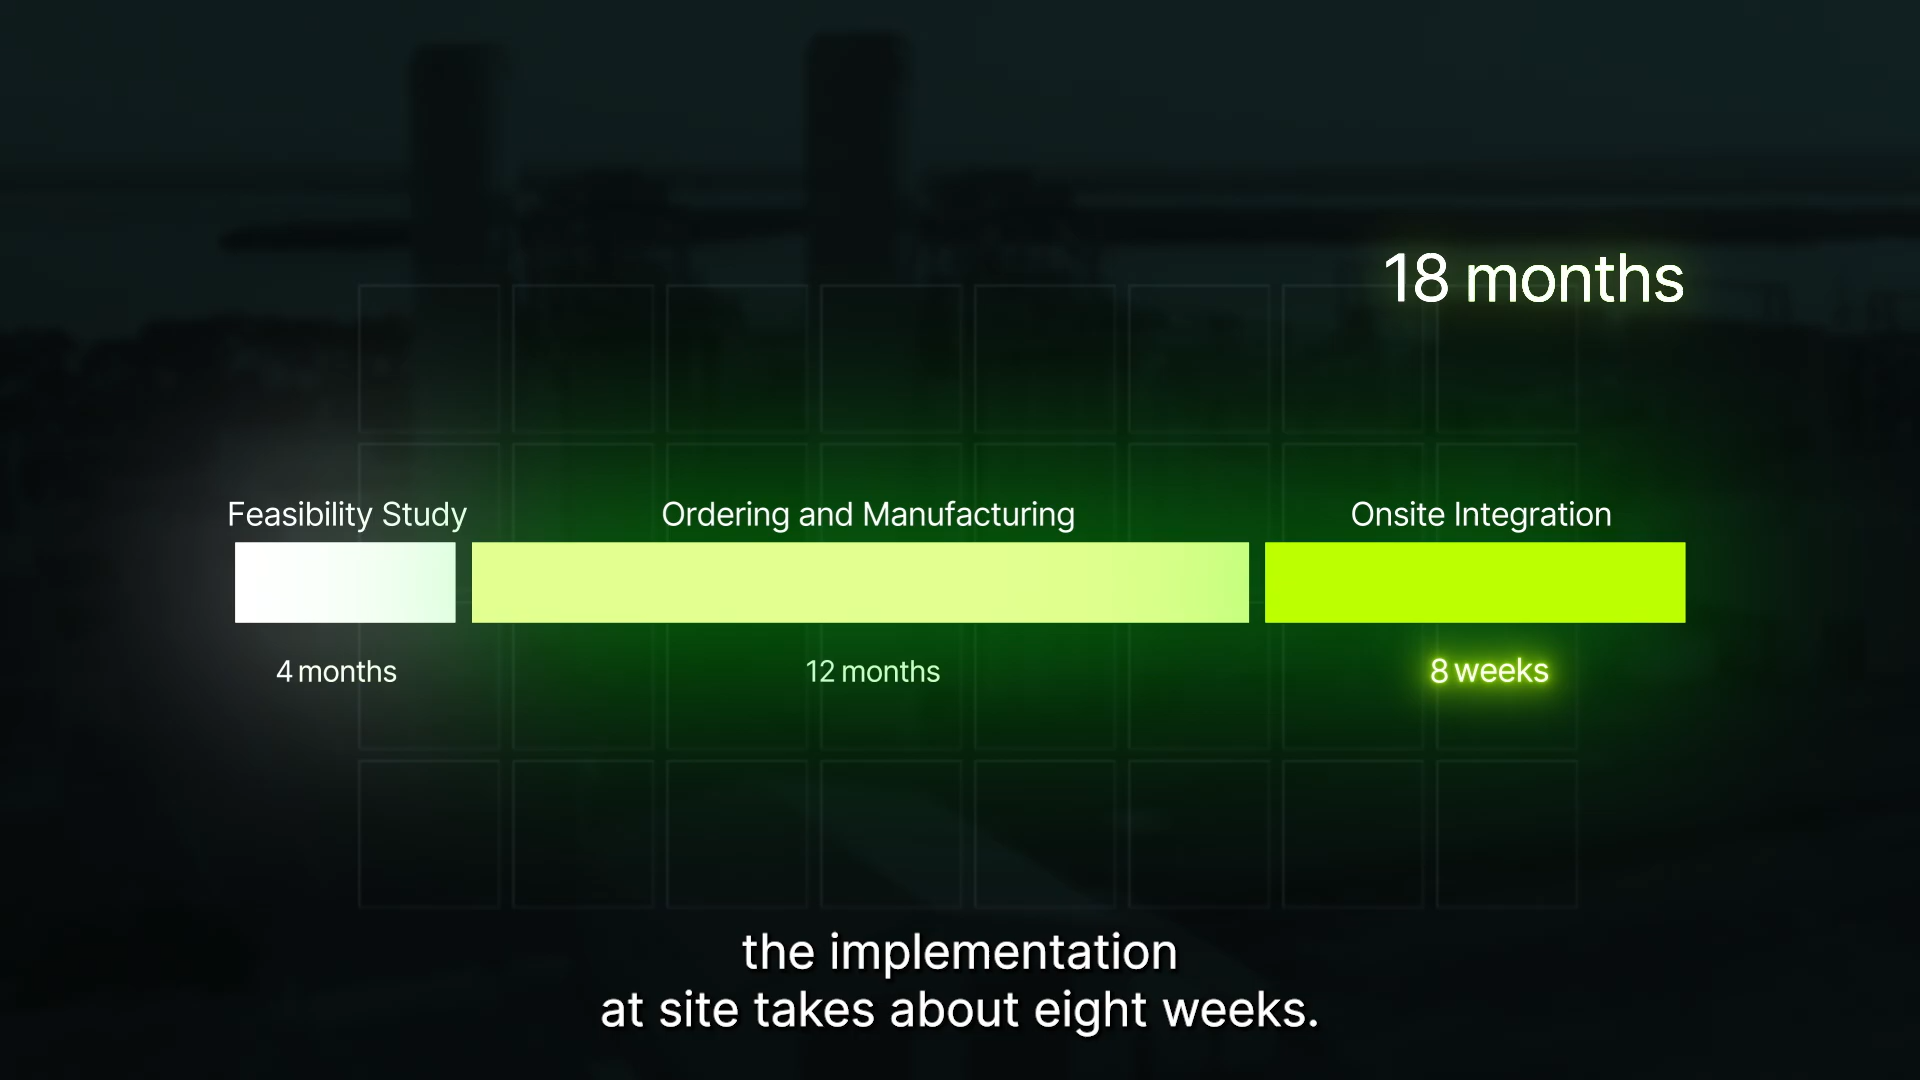 18 months
Feasibility Study
Ordering and Manufacturing
Onsite Integration
4 months
12 months
8 weeks
the implementation
at site takes about eight weeks.